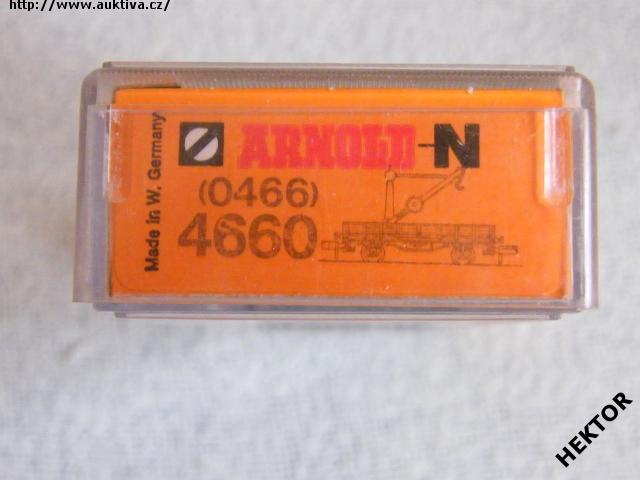 http://www.auktiva.cz/
ARNOLD-N
(0466)
4660
Made in W. Germany
HEKTOR